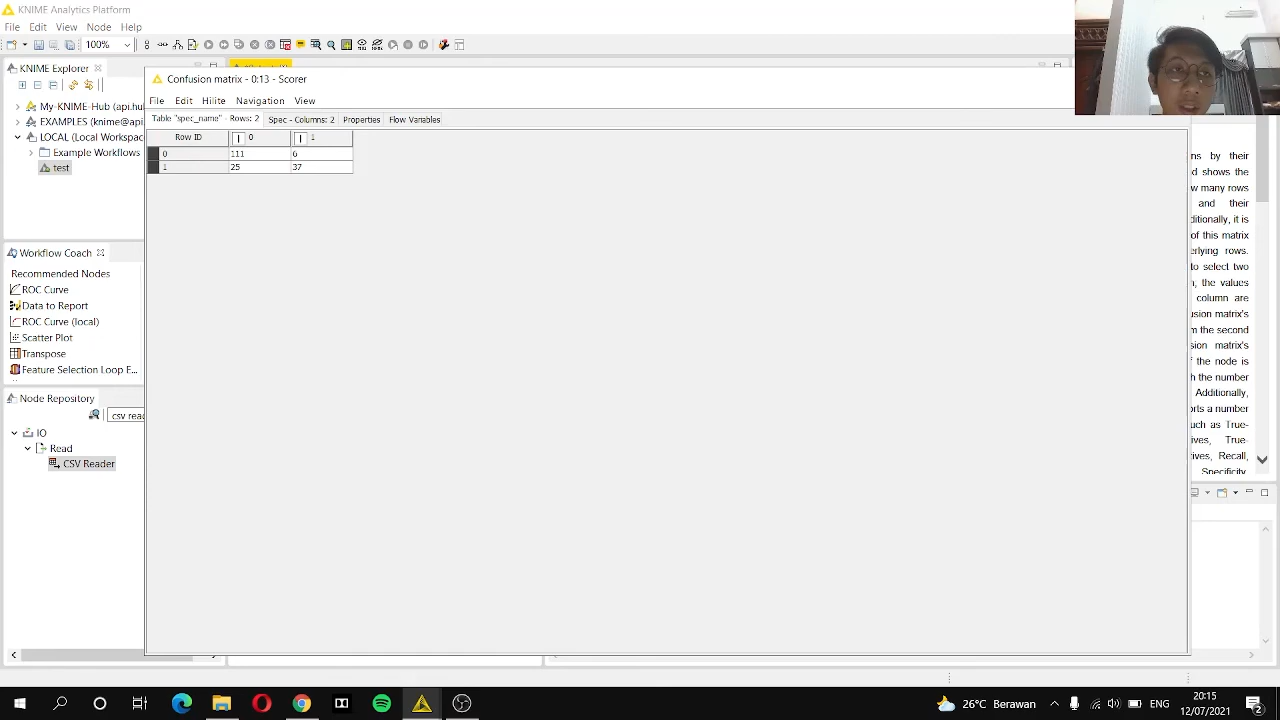 KNIME Analytics Platform
File Edit View Node Help
100%
KNIME Explorer
My-KNIME-Hub (api.hu
EXAMPLES (knime@api
LOCAL (Local Workspac
Example Workflows
test
Workflow Coach
Recommended Nodes
ROC Curve
Data to Report
ROC Curve (local)
Scatter Plot
Transpose
Feature Selection Loop E...
Node Repository
csv rea
IO
Read
CSV Reader
Confusion matrix - 0:13 - Scorer
File Edit Hilite Navigation View
Table "spec_name" - Rows: 2 Spec - Columns: 2 Properties Flow Variables
Row ID I 0 I 1
0 111 6
1 25 37
ns by their
d shows the
w many rows
and their
ditionally, it is
of this matrix
erlying rows.
to select two
n, the values
column are
usion matrix's
m the second
sion matrix's
f the node is
h the number
Additionally,
orts a number
uch as True-
ives, True-
tives, Recall,
Specificity,
26°C Berawan ENG 20:15
12/07/2021 2